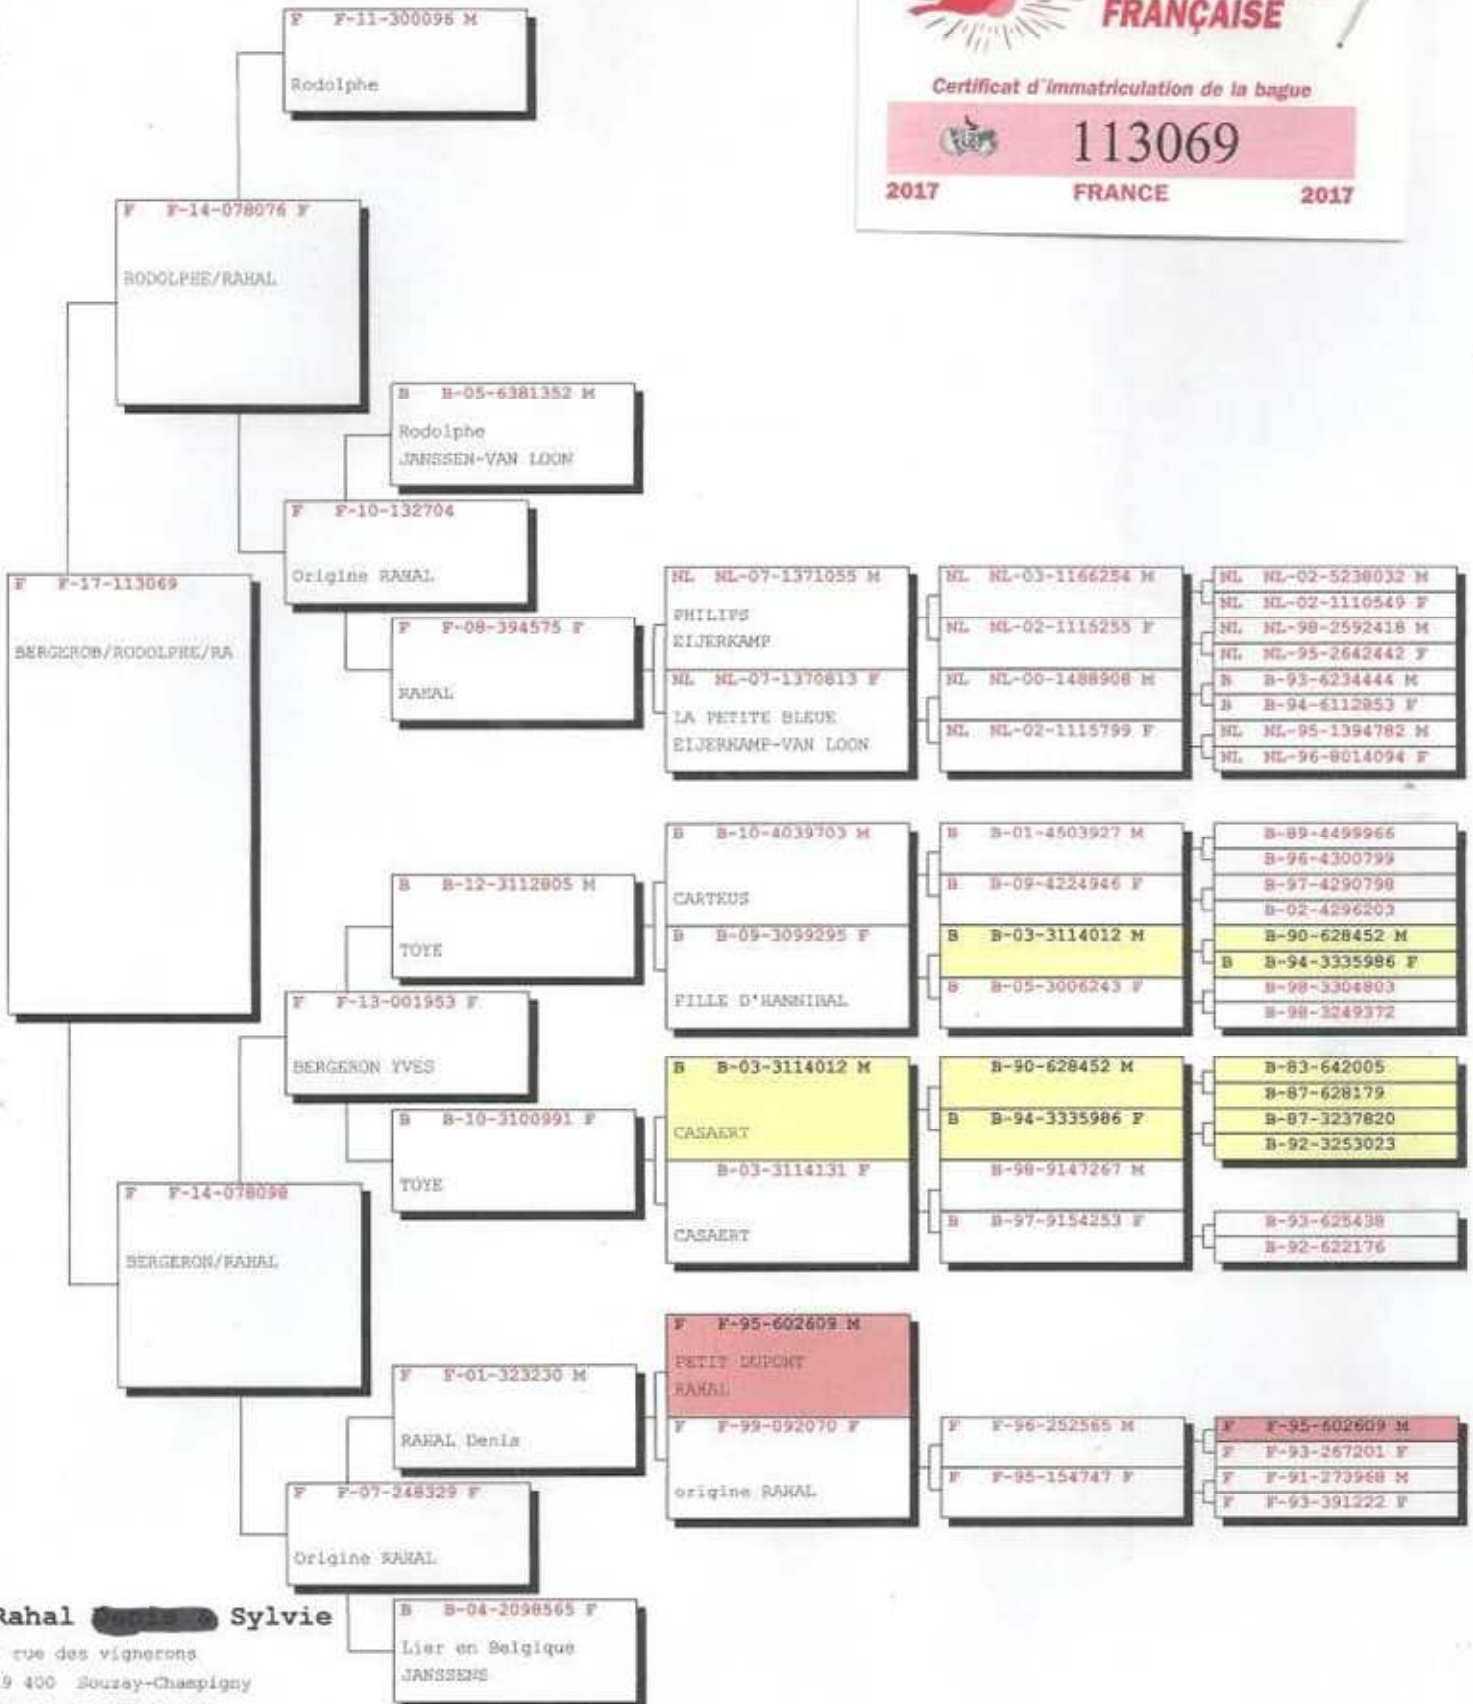 FRANÇAISE
Certificat d'immatriculation de la bague
113069
2017 FRANCE 2017
F F-11-300096 M
Rodolphe
F F-14-078076 F
RODOLPHE/RAHAL
B B-05-6381352 M
Rodolphe
JANSSEN-VAN LOON
F F-10-132704
Origine RAHAL
F F-08-394575 F
RAHAL
F F-17-113069
BERGEROB/RODOLPHE/RA
NL NL-07-1371055 M
PHILIPS
EIJERKAMP
NL NL-07-1370813 F
LA PETITE BLEUE
EIJERKAMP-VAN LOON
NL NL-03-1166254 M
NL NL-02-1115255 F
NL NL-00-1488908 M
NL NL-02-1115799 F
NL NL-02-5238032 M
NL NL-02-1110549 F
NL NL-98-2592418 M
NL NL-95-2642442 F
B B-93-6234444 M
B B-94-6112853 F
NL NL-95-1394782 M
NL NL-96-8014094 F
B B-12-3112805 M
TOYE
B B-10-4039703 M
CARTEUS
B B-09-3099295 F
FILLE D'HANNIBAL
B B-01-4503927 M
B B-09-4224946 F
B B-03-3114012 M
B B-05-3006243 F
B-89-4499966
B-96-4300799
B-97-4290798
B-02-4296203
B-90-628452 M
B B-94-3335986 F
B-98-3304803
B-98-3249372
F F-13-001953 F
BERGERON YVES
B B-10-3100991 F
TOYE
B B-03-3114012 M
CASAERT
B-03-3114131 F
CASAERT
B-90-628452 M
B B-94-3335986 F
B-98-9147267 M
B B-97-9154253 F
B-83-642005
B-87-628179
B-87-3237820
B-92-3253023
B-93-625438
B-92-622176
F F-14-078098
BERGERON/RAHAL
F F-01-323230 M
RAHAL Denis
F F-95-602609 M
PETIT DUPONT
RAHAL
F F-99-092070 F
origine RAHAL
F F-96-252565 M
F F-95-154747 F
F F-95-602609 M
F F-93-267201 F
F F-91-273968 M
F F-93-391222 F
F F-07-248329 F
Origine RAHAL
B B-04-2098565 F
Lier en Belgique
JANSSENS
Rahal Sylvie
rue des vignerons
9 400 Souzay-Champigny